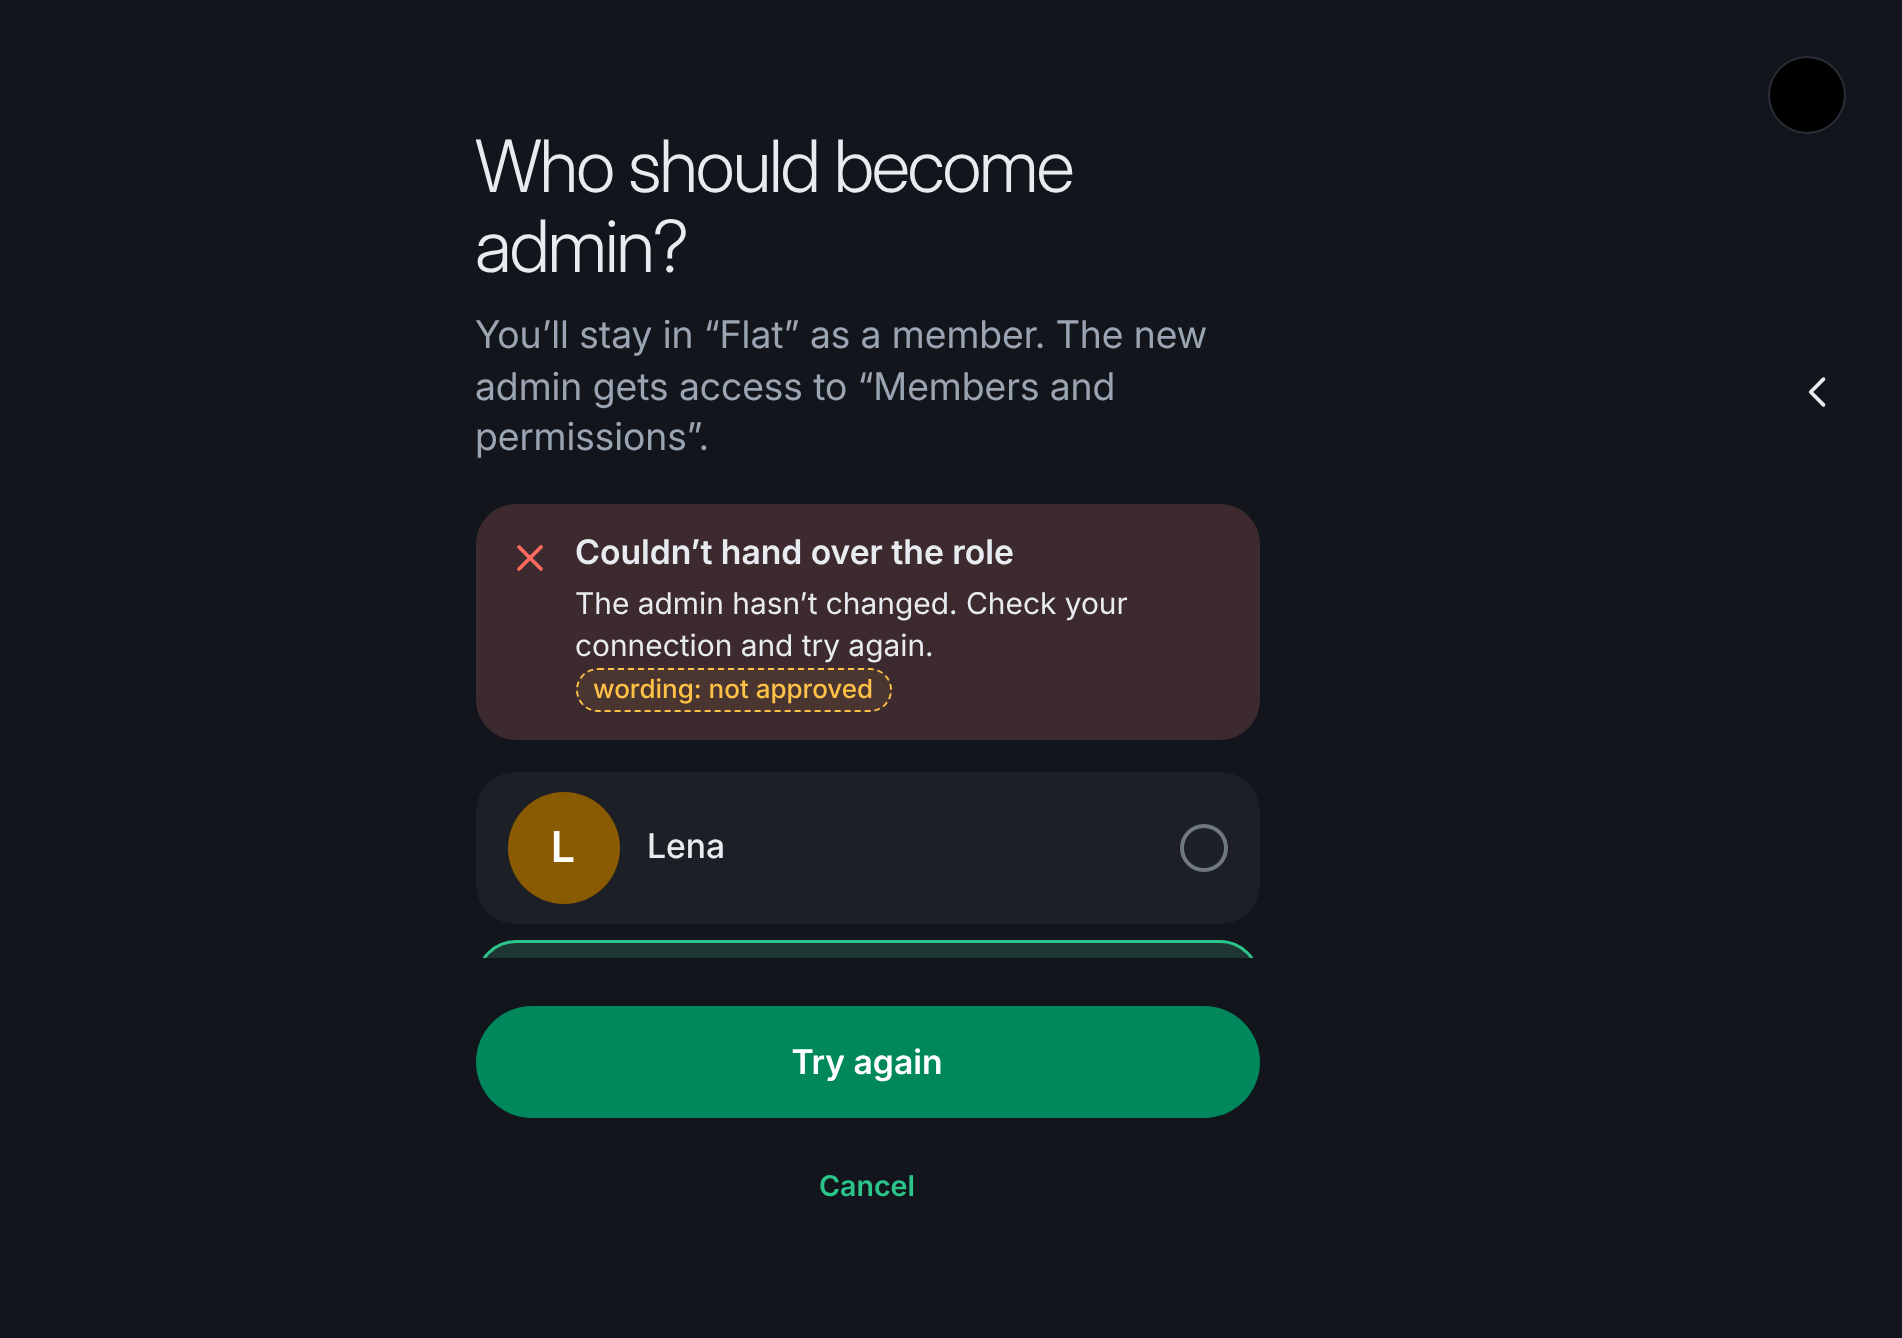 Who should become
admin?
You’ll stay in “Flat” as a member. The new
admin gets access to “Members and
permissions”.
Couldn’t hand over the role
The admin hasn’t changed. Check your
connection and try again.
wording: not approved
L
Lena
Try again
Cancel